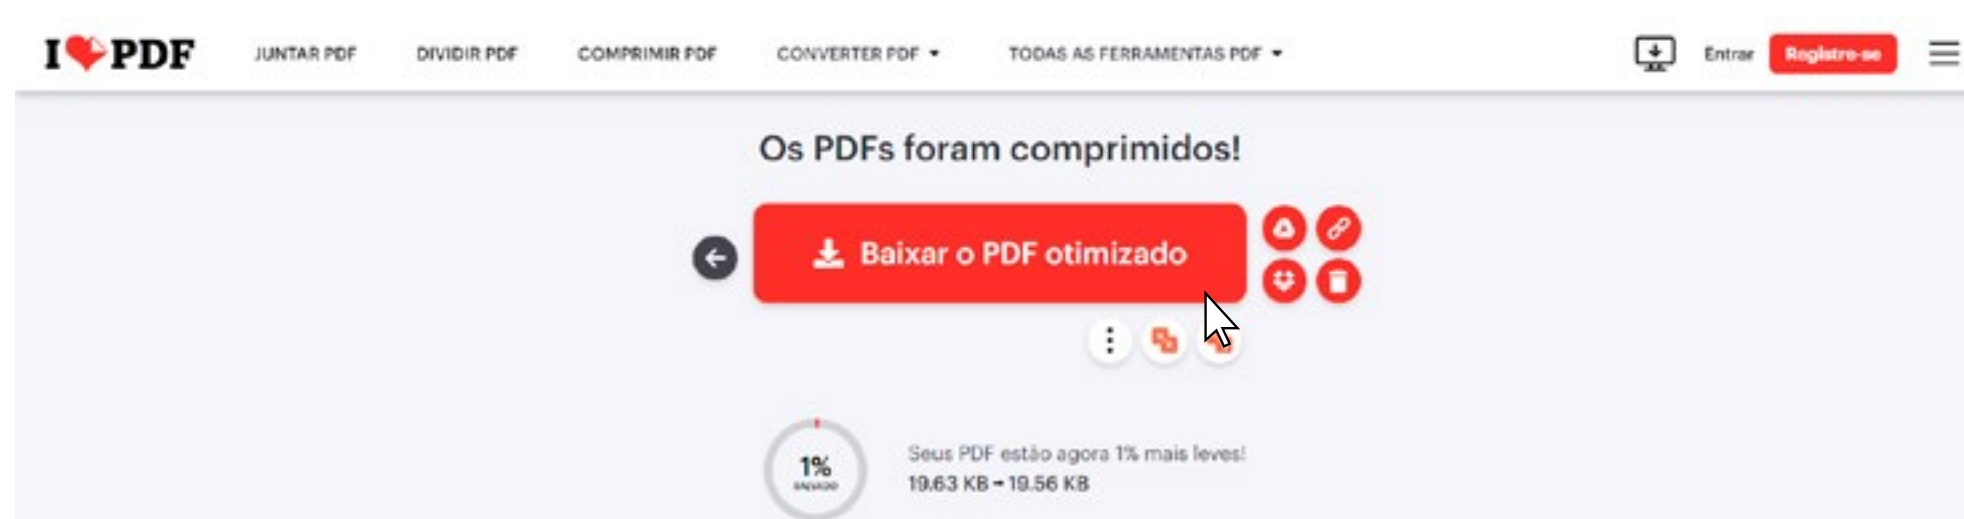 I PDF
JUNTAR PDF DIVIDIR PDF COMPRIMIR PDF CONVERTER PDF TODAS AS FERRAMENTAS PDF Entrar Registre-se
Os PDFs foram comprimidos!
Baixar o PDF otimizado
1%
SALVADO
Seus PDF estão agora 1% mais leves!
19.63 KB → 19.56 KB